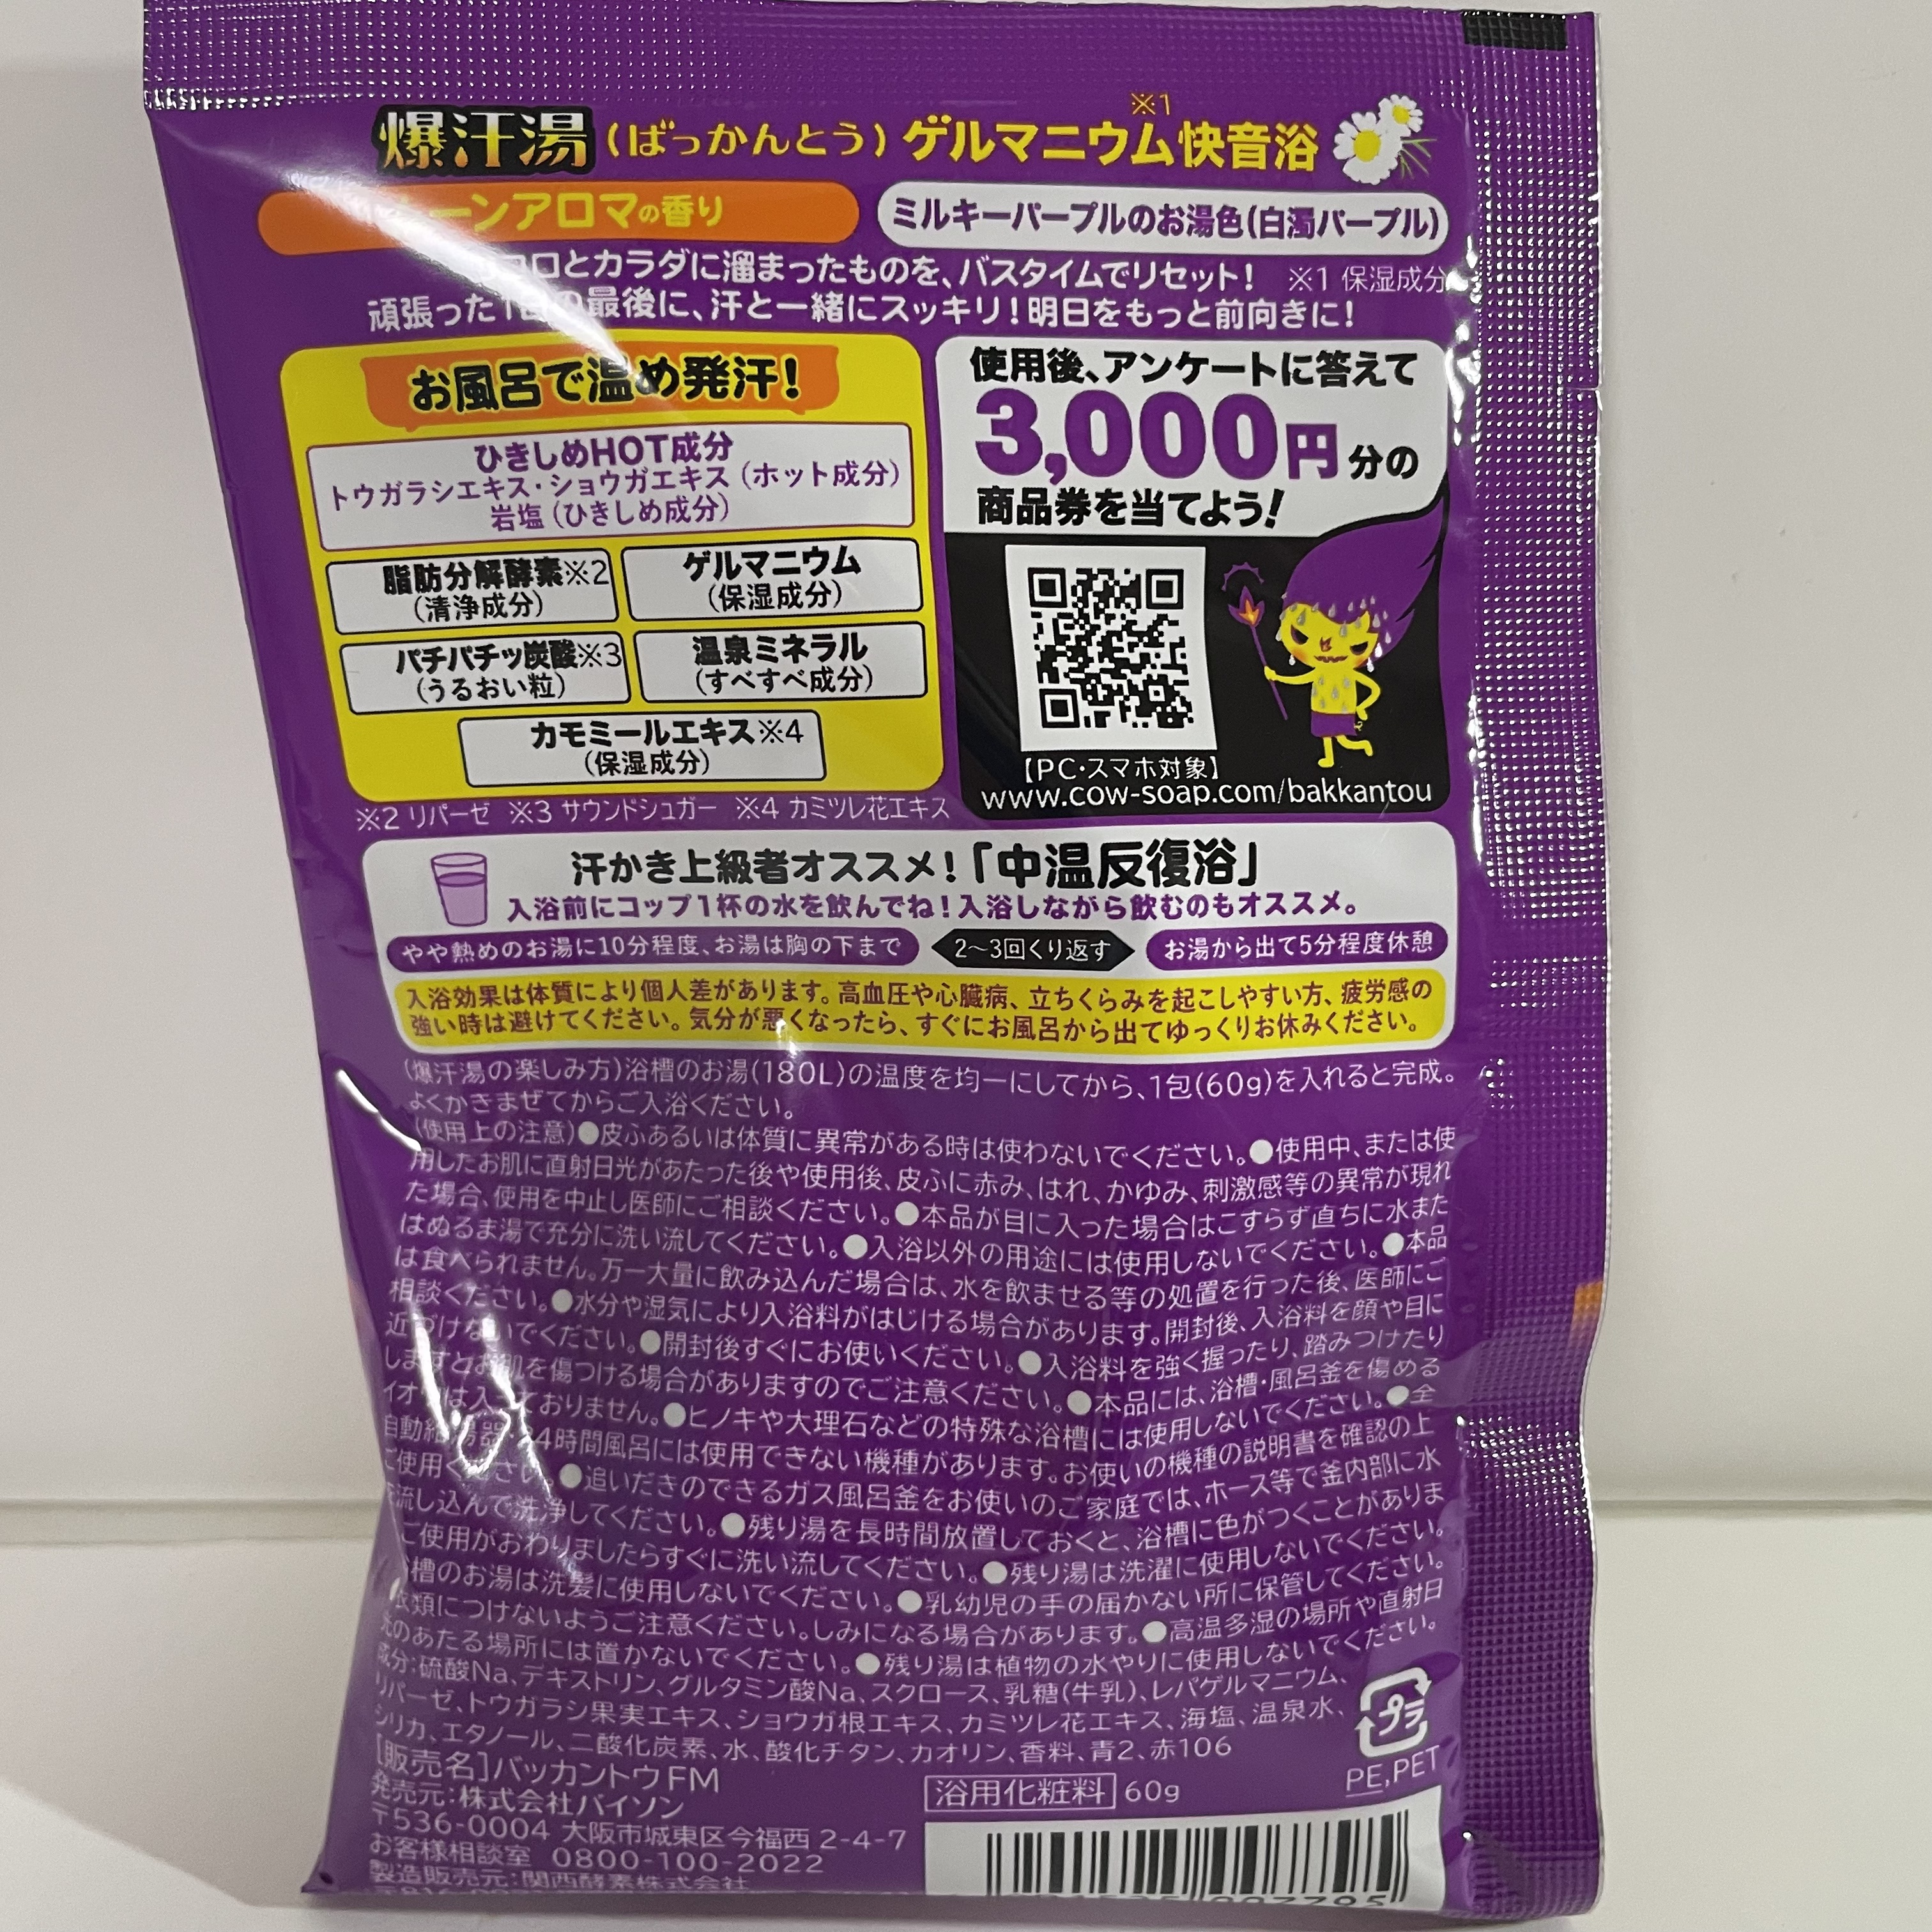 爆汗湯(ばっかんとう)ゲルマニウム※1快音浴
ーンアロマの香り
ミルキーパープルのお湯色(白濁パープル)
ココロとカラダに溜まったものを、バスタイムでリセット! ※1 保湿成分
頑張った1日の最後に、汗と一緒にスッキリ!明日をもっと前向きに!
お風呂で温め発汗!
ひきしめHOT成分
トウガラシエキス・ショウガエキス(ホット成分)
岩塩(ひきしめ成分)
脂肪分解酵素※2
(清浄成分)
ゲルマニウム
(保湿成分)
パチパチッ炭酸※3
(うるおい粒)
温泉ミネラル
(すべすべ成分)
カモミールエキス※4
(保湿成分)
※2 リパーゼ ※3 サウンドシュガー ※4 カミツレ花エキス
使用後、アンケートに答えて
3,000円分の
商品券を当てよう!
【PC・スマホ対象】
www.cow-soap.com/bakkantou
汗かき上級者オススメ!「中温反復浴」
入浴前にコップ1杯の水を飲んでね!入浴しながら飲むのもオススメ。
やや熱めのお湯に10分程度、お湯は胸の下まで
2〜3回くり返す
お湯から出て5分程度休憩
入浴効果は体質により個人差があります。高血圧や心臓病、立ちくらみを起こしやすい方、疲労感の
強い時は避けてください。気分が悪くなったら、すぐにお風呂から出てゆっくりお休みください。
(爆汗湯の楽しみ方)浴槽のお湯(180L)の温度を均一にしてから、1包(60g)を入れると完成。
よくかきまぜてからご入浴ください。
(使用上の注意)●皮ふあるいは体質に異常がある時は使わないでください。●使用中、または使
用したお肌に直射日光があたった後や使用後、皮ふに赤み、はれ、かゆみ、刺激感等の異常が現れ
た場合、使用を中止し医師にご相談ください。●本品が目に入った場合はこすらず直ちに水また
はぬるま湯で充分に洗い流してください。●入浴以外の用途には使用しないでください。●本品
は食べられません。万一大量に飲み込んだ場合は、水を飲ませる等の処置を行った後、医師にご
相談ください。●水分や湿気により入浴料がはじける場合があります。開封後、入浴料を顔や目に
近づけないでください。●開封後すぐにお使いください。●入浴料を強く握ったり、踏みつけたり
しますとお肌を傷つける場合がありますのでご注意ください。●本品には、浴槽・風呂釜を傷める
イオウは入っておりません。●ヒノキや大理石などの特殊な浴槽には使用しないでください。●全
自動給湯器、24時間風呂には使用できない機種があります。お使いの機種の説明書を確認の上
ご使用ください。●追いだきのできるガス風呂釜をお使いのご家庭では、ホース等で釜内部に水
を流し込んで洗浄してください。●残り湯を長時間放置しておくと、浴槽に色がつくことがありま
ご使用がおわりましたらすぐに洗い流してください。●残り湯は洗濯に使用しないでください。
槽のお湯は洗髪に使用しないでください。●乳幼児の手の届かない所に保管してください。
●衣類につけないようご注意ください。しみになる場合があります。●高温多湿の場所や直射日
光のあたる場所には置かないでください。●残り湯は植物の水やりに使用しないでください。
成分:硫酸Na、デキストリン、グルタミン酸Na、スクロース、乳糖(牛乳)、レパゲルマニウム、
リパーゼ、トウガラシ果実エキス、ショウガ根エキス、カミツレ花エキス、海塩、温泉水、
シリカ、エタノール、二酸化炭素、水、酸化チタン、カオリン、香料、青2、赤106
プラ
PE,PET
[販売名]バッカントウFM
浴用化粧料 60g
発売元:株式会社バイソン
〒536-0004 大阪市城東区今福西 2-4-7
お客様相談室 0800-100-2022
製造販売元:関西酵素株式会社